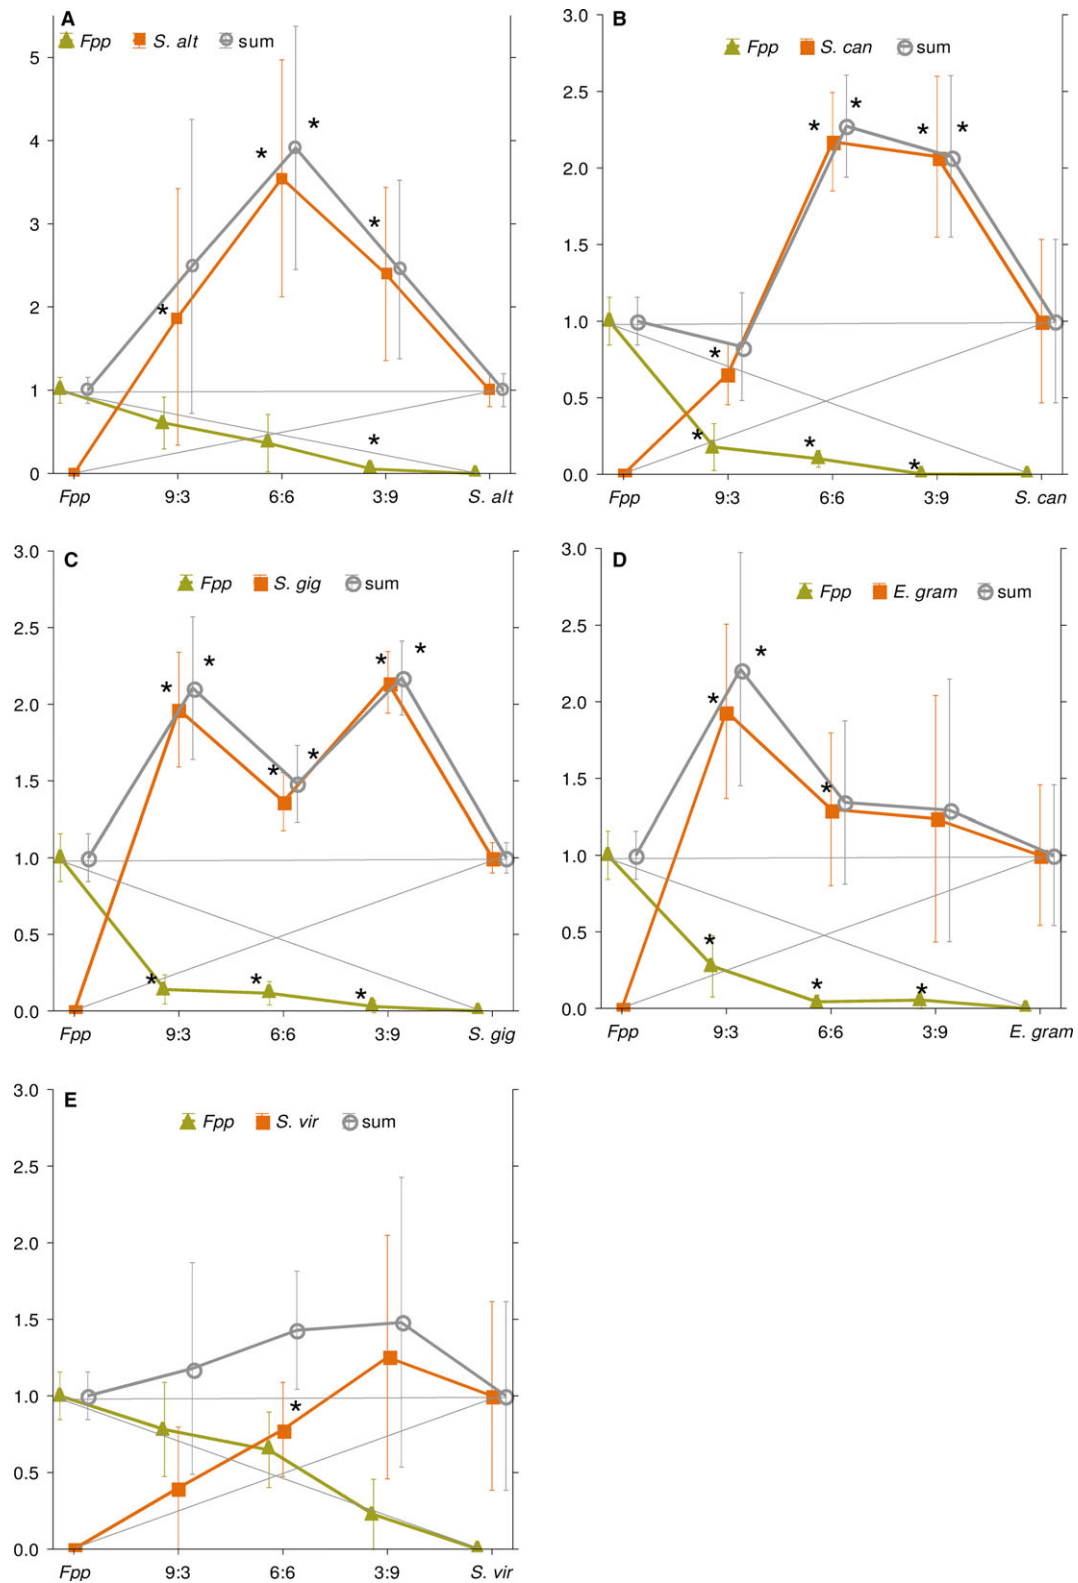 A
Fpp S. alt sum
5
4
3
2
1
0
Fpp 9:3 6:6 3:9 S. alt
* * * * *
B
Fpp S. can sum
3.0
2.5
2.0
1.5
1.0
0.5
0.0
Fpp 9:3 6:6 3:9 S. can
* * * * * * * *
C
Fpp S. gig sum
3.0
2.5
2.0
1.5
1.0
0.5
0.0
Fpp 9:3 6:6 3:9 S. gig
* * * * * * * * *
D
Fpp E. gram sum
3.0
2.5
2.0
1.5
1.0
0.5
0.0
Fpp 9:3 6:6 3:9 E. gram
* * * * * *
E
Fpp S. vir sum
3.0
2.5
2.0
1.5
1.0
0.5
0.0
Fpp 9:3 6:6 3:9 S. vir
*